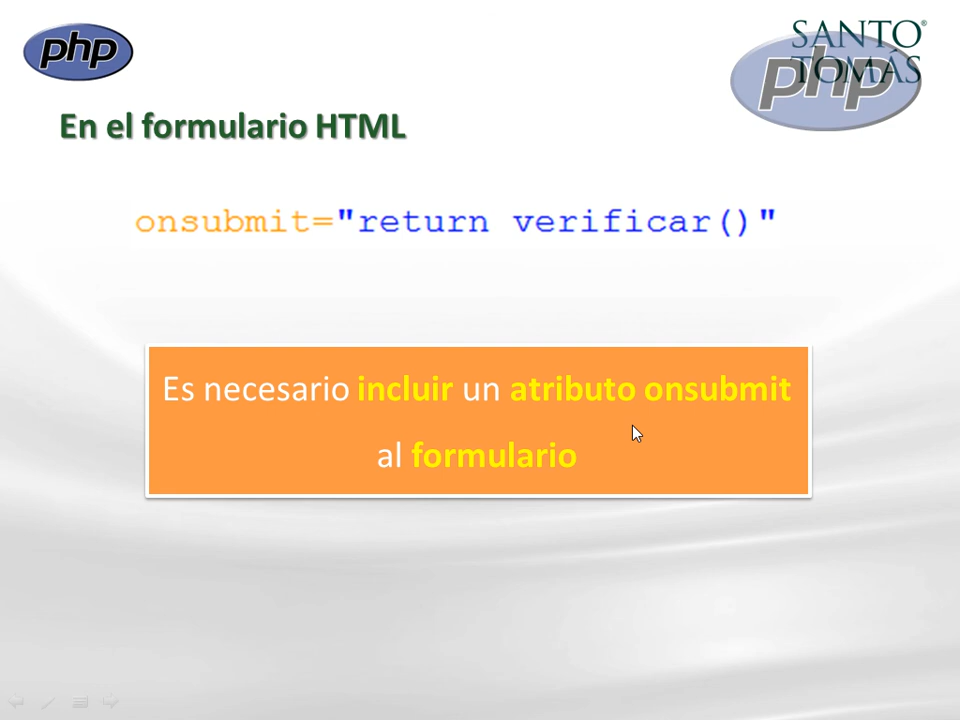 php
SANTO
TOMÁS®
php
En el formulario HTML
onsubmit="return verificar()"
Es necesario incluir un atributo onsubmit
al formulario